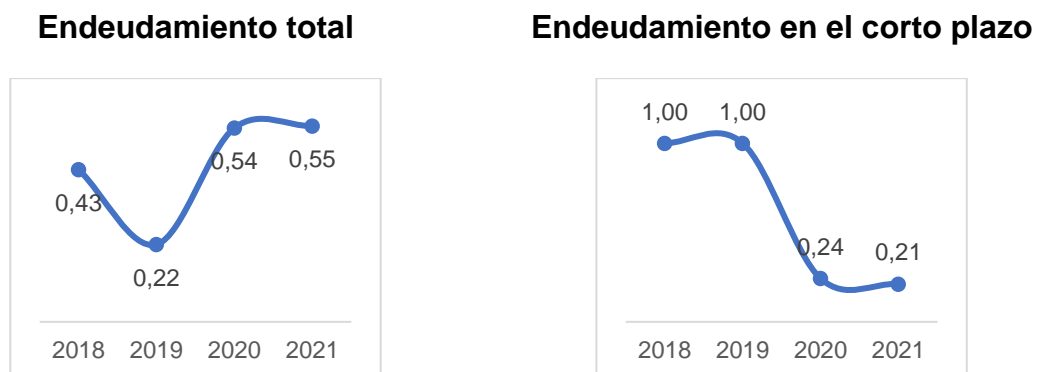 Endeudamiento total
0,43
0,22
0,54
0,55
2018 2019 2020 2021
Endeudamiento en el corto plazo
1,00
1,00
0,24
0,21
2018 2019 2020 2021